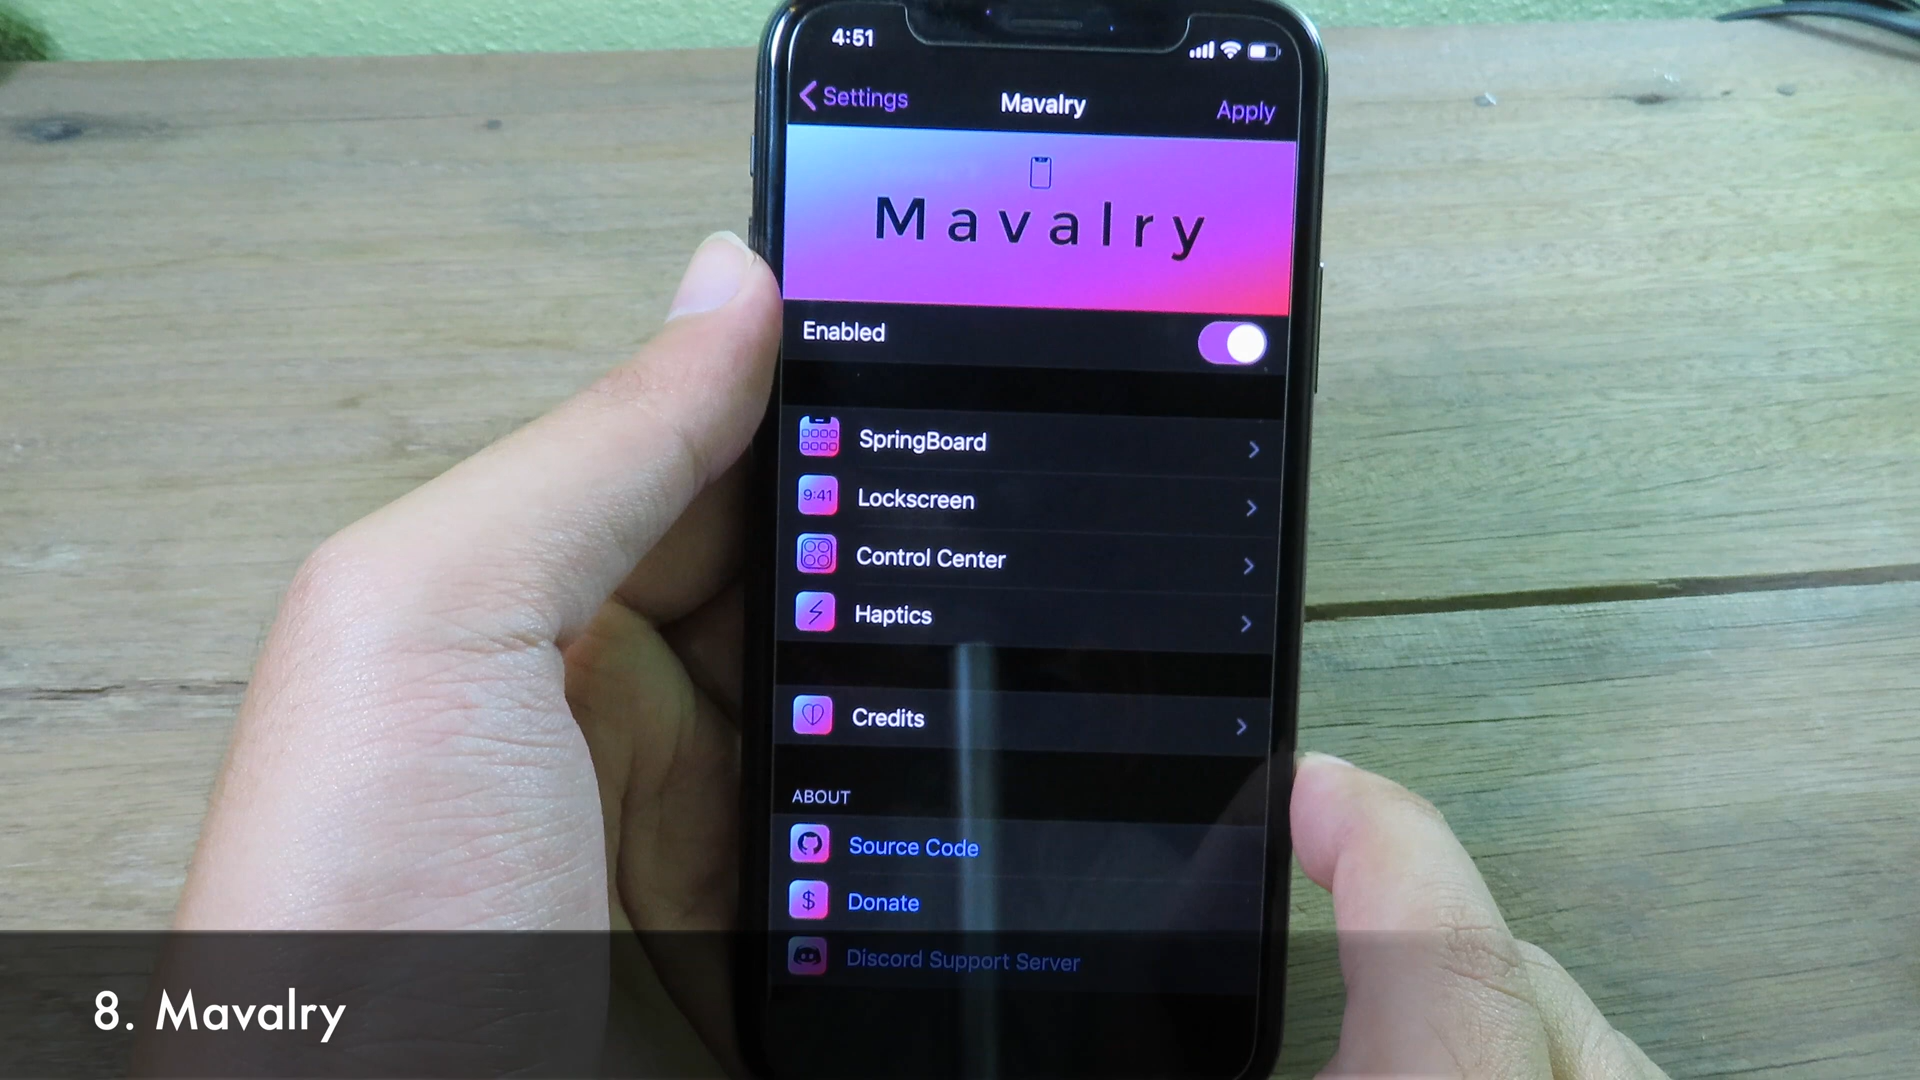 4:51
Settings
Mavalry
Apply
Mavalry
Enabled
SpringBoard
9:41
Lockscreen
Control Center
Haptics
Credits
ABOUT
Source Code
$
Donate
Discord Support Server
8. Mavalry